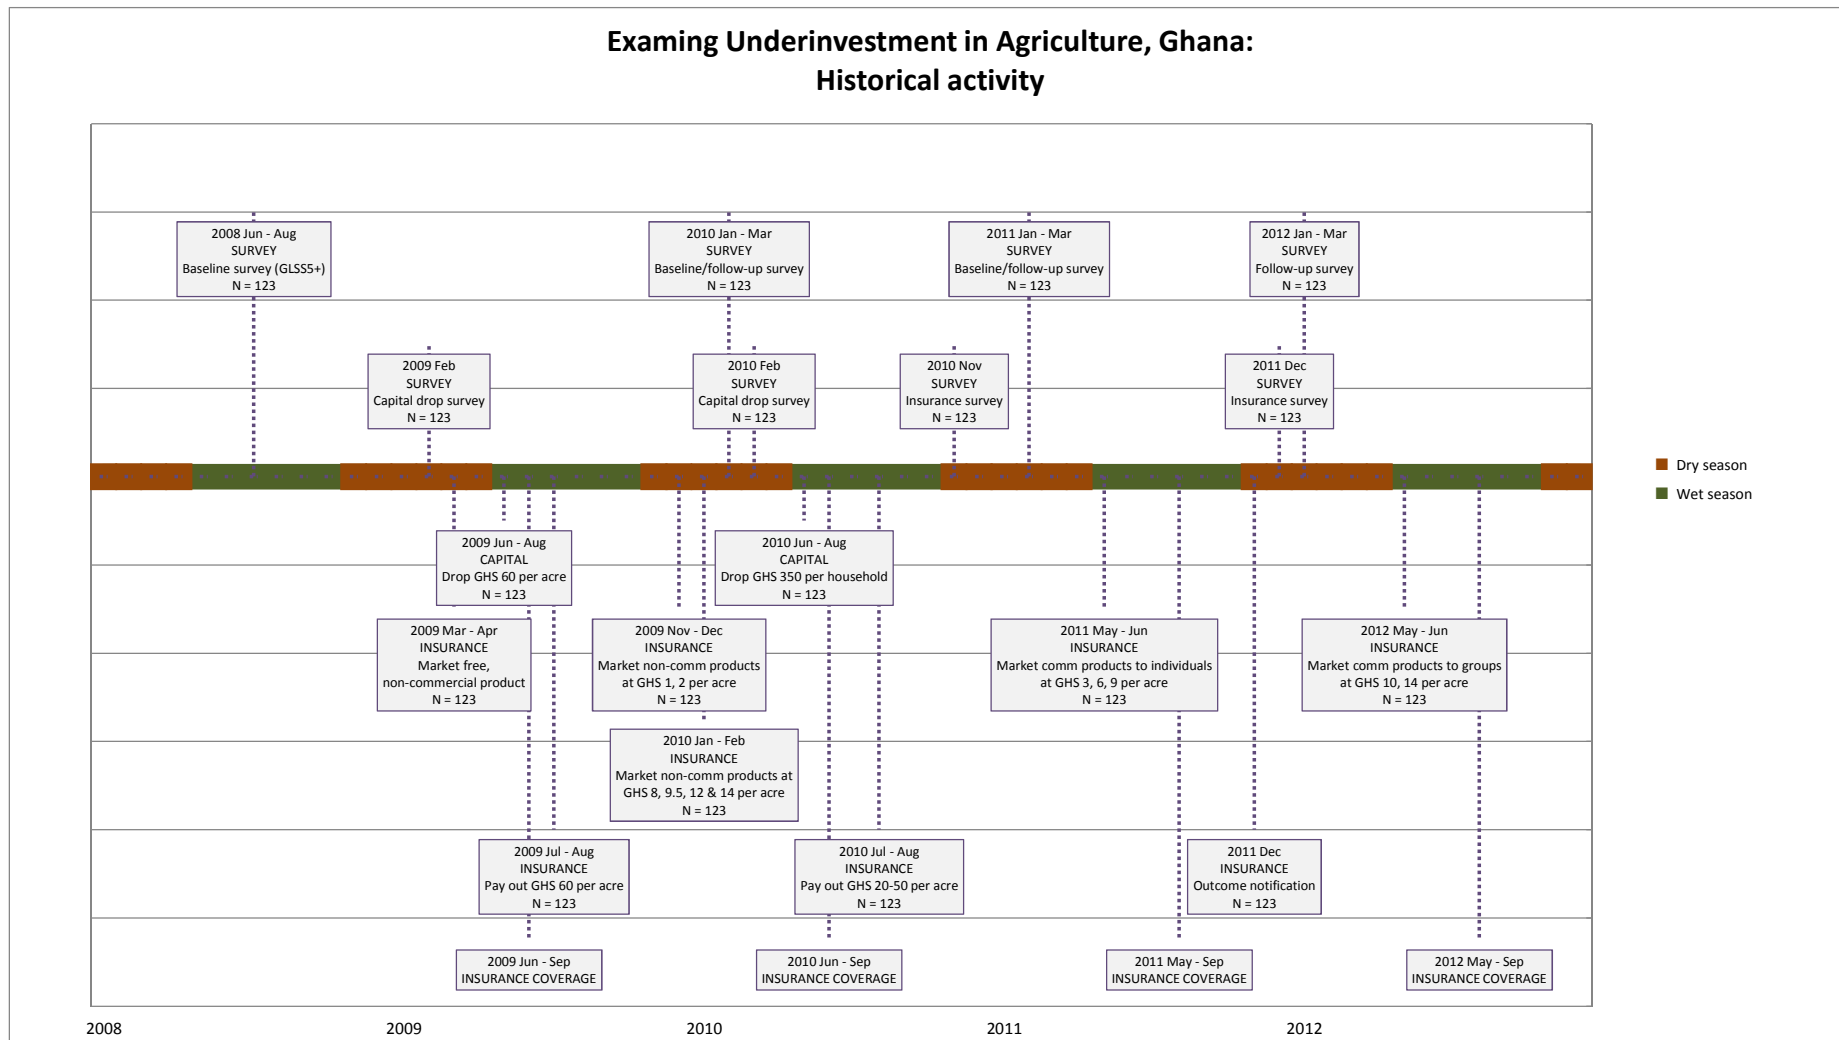 Examing Underinvestment in Agriculture, Ghana:
Historical activity
2008 Jun - Aug
SURVEY
Baseline survey (GLSS5+)
N = 123
2010 Jan - Mar
SURVEY
Baseline/follow-up survey
N = 123
2011 Jan - Mar
SURVEY
Baseline/follow-up survey
N = 123
2012 Jan - Mar
SURVEY
Follow-up survey
N = 123
2009 Feb
SURVEY
Capital drop survey
N = 123
2010 Feb
SURVEY
Capital drop survey
N = 123
2010 Nov
SURVEY
Insurance survey
N = 123
2011 Dec
SURVEY
Insurance survey
N = 123
Dry season
Wet season
2009 Jun - Aug
CAPITAL
Drop GHS 60 per acre
N = 123
2010 Jun - Aug
CAPITAL
Drop GHS 350 per household
N = 123
2009 Mar - Apr
INSURANCE
Market free,
non-commercial product
N = 123
2009 Nov - Dec
INSURANCE
Market non-comm products
at GHS 1, 2 per acre
N = 123
2011 May - Jun
INSURANCE
Market comm products to individuals
at GHS 3, 6, 9 per acre
N = 123
2012 May - Jun
INSURANCE
Market comm products to groups
at GHS 10, 14 per acre
N = 123
2010 Jan - Feb
INSURANCE
Market non-comm products at
GHS 8, 9.5, 12 & 14 per acre
N = 123
2009 Jul - Aug
INSURANCE
Pay out GHS 60 per acre
N = 123
2010 Jul - Aug
INSURANCE
Pay out GHS 20-50 per acre
N = 123
2011 Dec
INSURANCE
Outcome notification
N = 123
2009 Jun - Sep
INSURANCE COVERAGE
2010 Jun - Sep
INSURANCE COVERAGE
2011 May - Sep
INSURANCE COVERAGE
2012 May - Sep
INSURANCE COVERAGE
2008
2009
2010
2011
2012